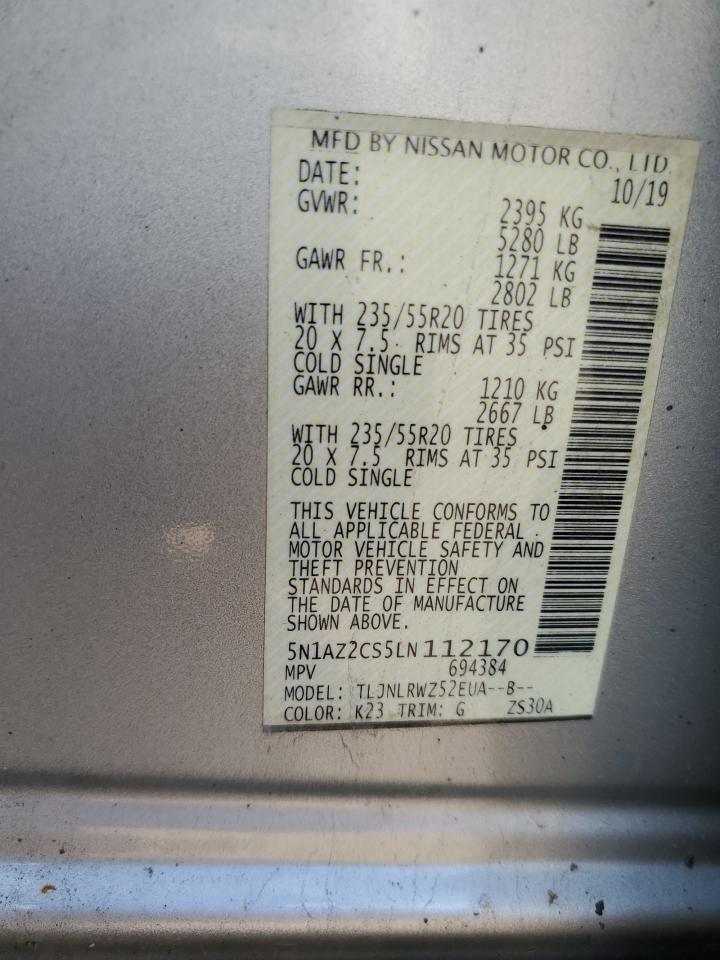 MFD BY NISSAN MOTOR CO., LTD.
DATE: 10/19
GVWR: 2395 KG
5280 LB
GAWR FR.: 1271 KG
2802 LB
WITH 235/55R20 TIRES
20 X 7.5 RIMS AT 35 PSI
COLD SINGLE
GAWR RR.: 1210 KG
2667 LB
WITH 235/55R20 TIRES
20 X 7.5 RIMS AT 35 PSI
COLD SINGLE
THIS VEHICLE CONFORMS TO
ALL APPLICABLE FEDERAL
MOTOR VEHICLE SAFETY AND
THEFT PREVENTION
STANDARDS IN EFFECT ON
THE DATE OF MANUFACTURE
SHOWN ABOVE.
5N1AZ2CS5LN112170
MPV 694384
MODEL: TLJNLRWZ52EUA--B--
COLOR: K23 TRIM: G ZS30A